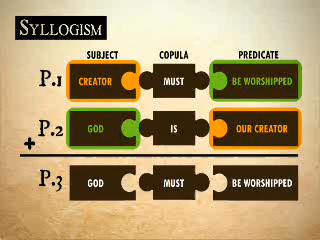 SYLLOGISM
SUBJECT COPULA PREDICATE
P.1 CREATOR MUST BE WORSHIPPED
P.2 GOD IS OUR CREATOR
+
P.3 GOD MUST BE WORSHIPPED